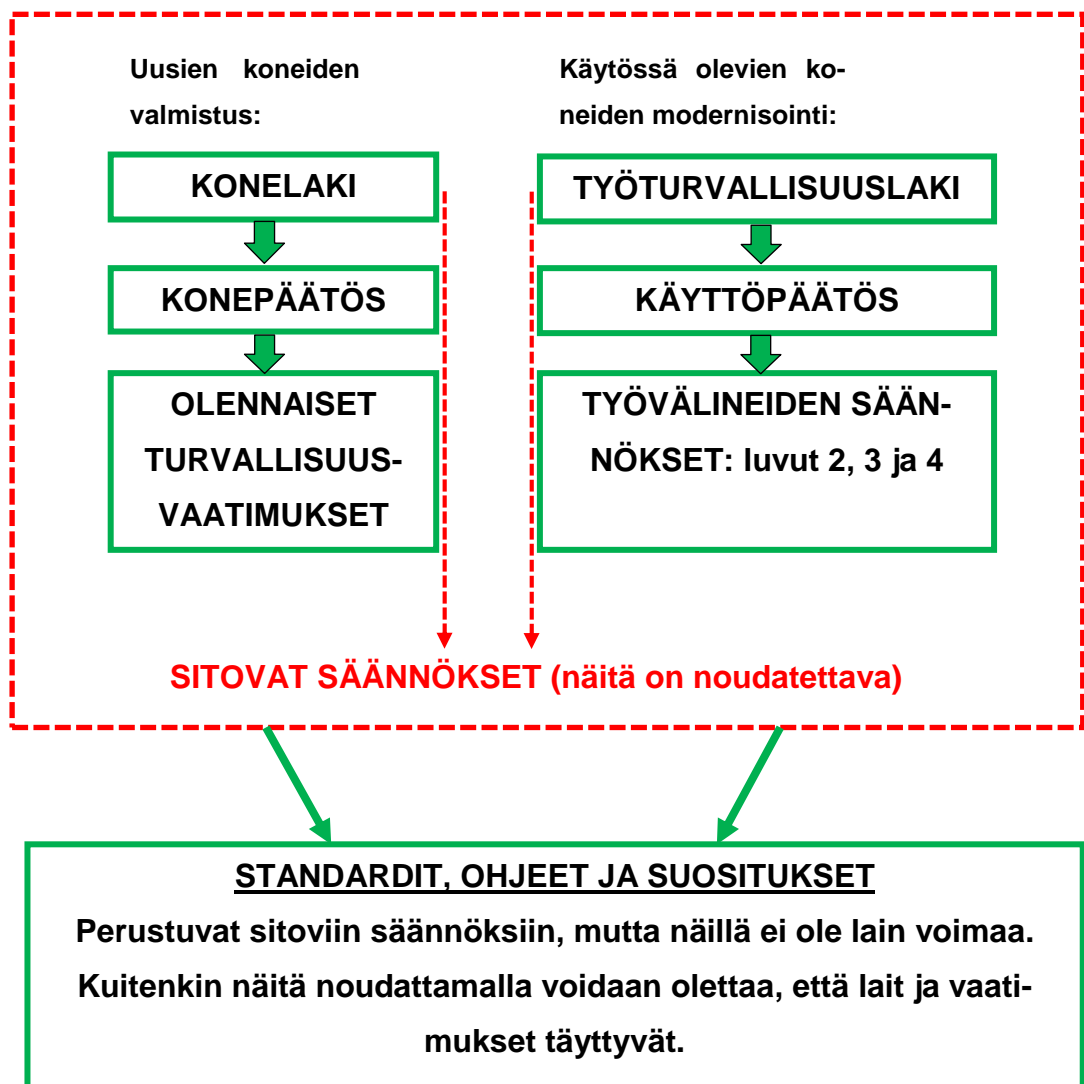 Uusien koneiden
valmistus:
KONELAKI
KONEPÄÄTÖS
OLENNAISET
TURVALLISUUS-
VAATIMUKSET
Käytössä olevien ko-
neiden modernisointi:
TYÖTURVALLISUUSLAKI
KÄYTTÖPÄÄTÖS
TYÖVÄLINEIDEN SÄÄN-
NÖKSET: luvut 2, 3 ja 4
SITOVAT SÄÄNNÖKSET (näitä on noudatettava)
STANDARDIT, OHJEET JA SUOSITUKSET
Perustuvat sitoviin säännöksiin, mutta näillä ei ole lain voimaa.
Kuitenkin näitä noudattamalla voidaan olettaa, että lait ja vaati-
mukset täyttyvät.